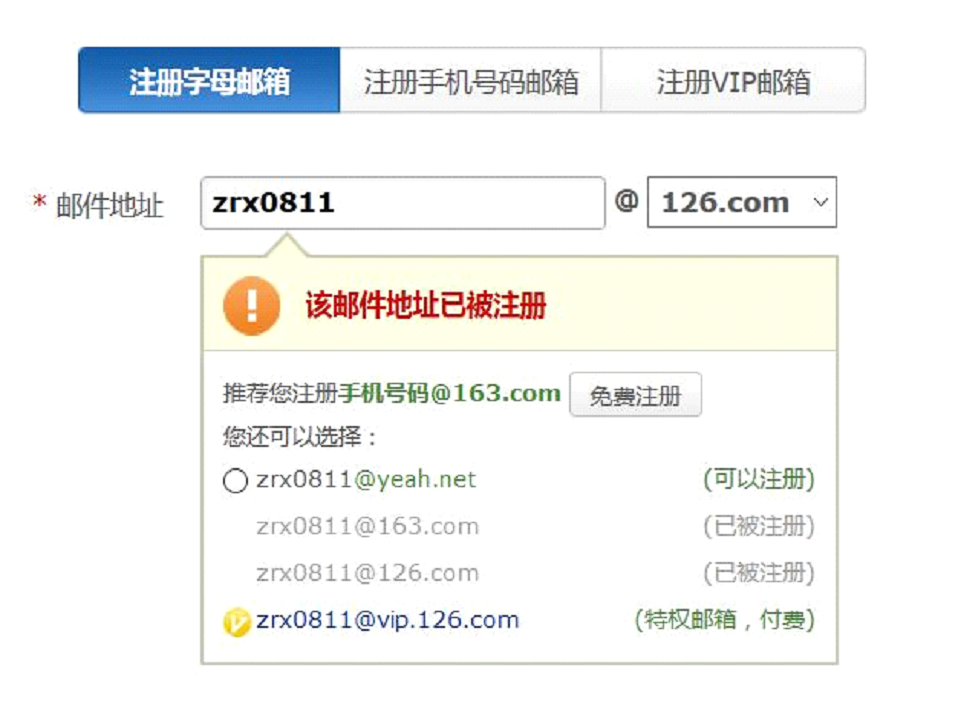 注册字母邮箱 注册手机号码邮箱 注册VIP邮箱
* 邮件地址 zrx0811 @ 126.com
! 该邮件地址已被注册
推荐您注册手机号码@163.com 免费注册
您还可以选择：
zrx0811@yeah.net (可以注册)
zrx0811@163.com (已被注册)
zrx0811@126.com (已被注册)
zrx0811@vip.126.com (特权邮箱，付费)